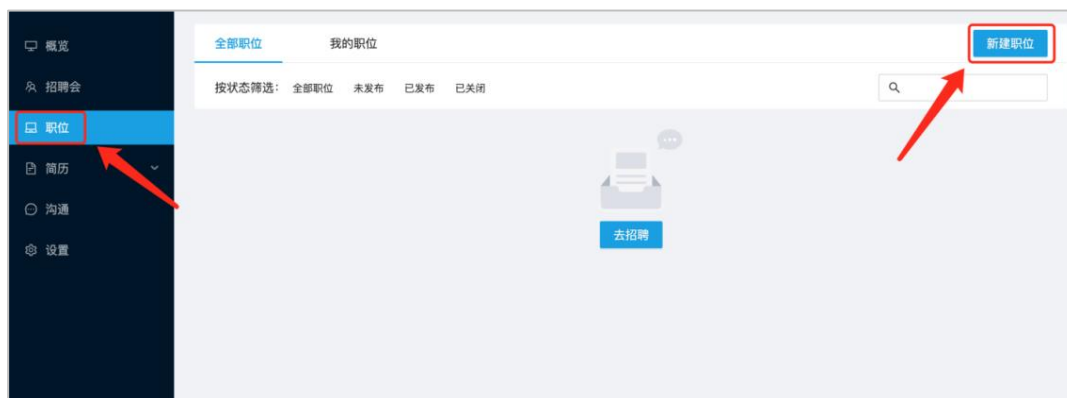 概览
招聘会
职位
简历
沟通
设置
全部职位 我的职位 新建职位
按状态筛选： 全部职位 未发布 已发布 已关闭
去招聘